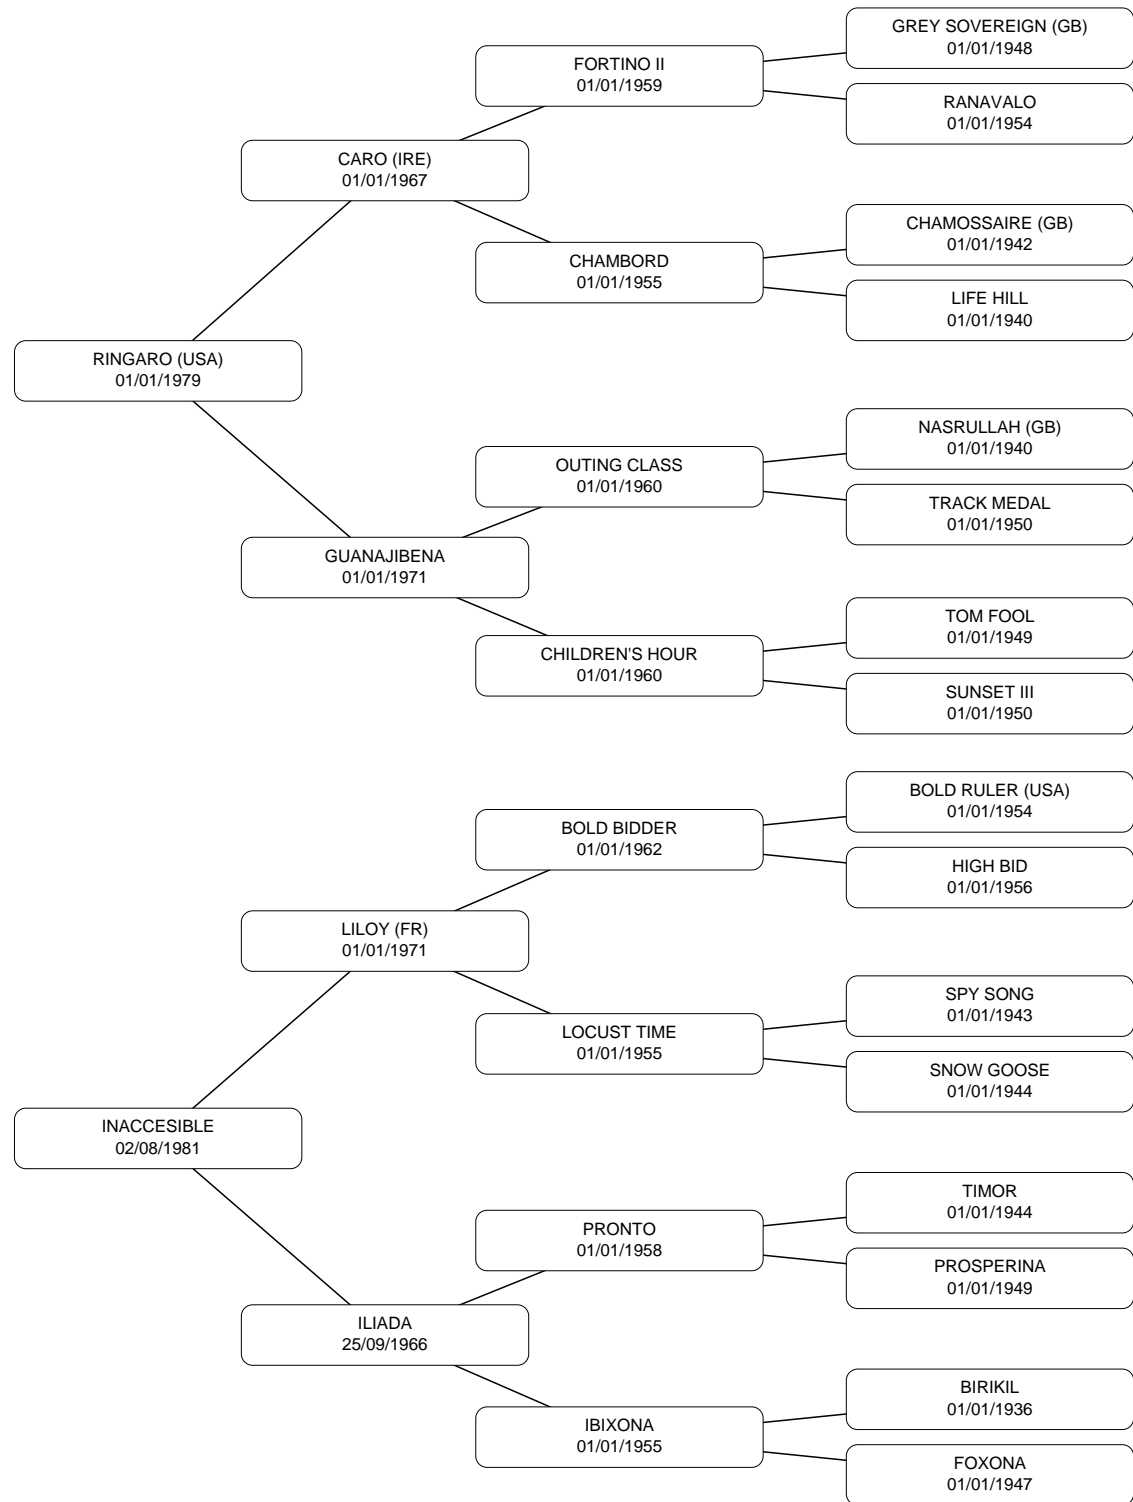 GREY SOVEREIGN (GB)
01/01/1948
FORTINO II
01/01/1959
RANAVALO
01/01/1954
CARO (IRE)
01/01/1967
CHAMOSSAIRE (GB)
01/01/1942
CHAMBORD
01/01/1955
LIFE HILL
01/01/1940
RINGARO (USA)
01/01/1979
NASRULLAH (GB)
01/01/1940
OUTING CLASS
01/01/1960
TRACK MEDAL
01/01/1950
GUANAJIBENA
01/01/1971
TOM FOOL
01/01/1949
CHILDREN'S HOUR
01/01/1960
SUNSET III
01/01/1950
BOLD RULER (USA)
01/01/1954
BOLD BIDDER
01/01/1962
HIGH BID
01/01/1956
LILOY (FR)
01/01/1971
SPY SONG
01/01/1943
LOCUST TIME
01/01/1955
SNOW GOOSE
01/01/1944
INACCESIBLE
02/08/1981
TIMOR
01/01/1944
PRONTO
01/01/1958
PROSPERINA
01/01/1949
ILIADA
25/09/1966
BIRIKIL
01/01/1936
IBIXONA
01/01/1955
FOXONA
01/01/1947